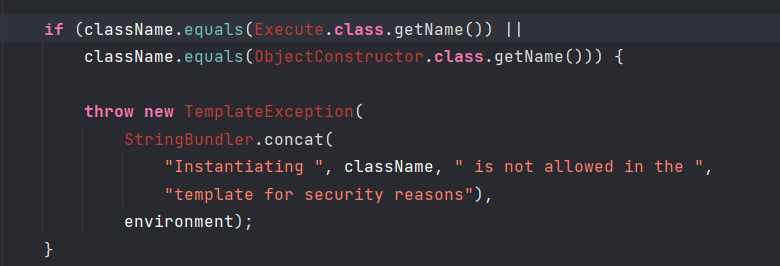 if (className.equals(Execute.class.getName()) ||
className.equals(ObjectConstructor.class.getName())) {
throw new TemplateException(
StringBundler.concat(
"Instantiating ", className, " is not allowed in the ",
"template for security reasons"),
environment);
}